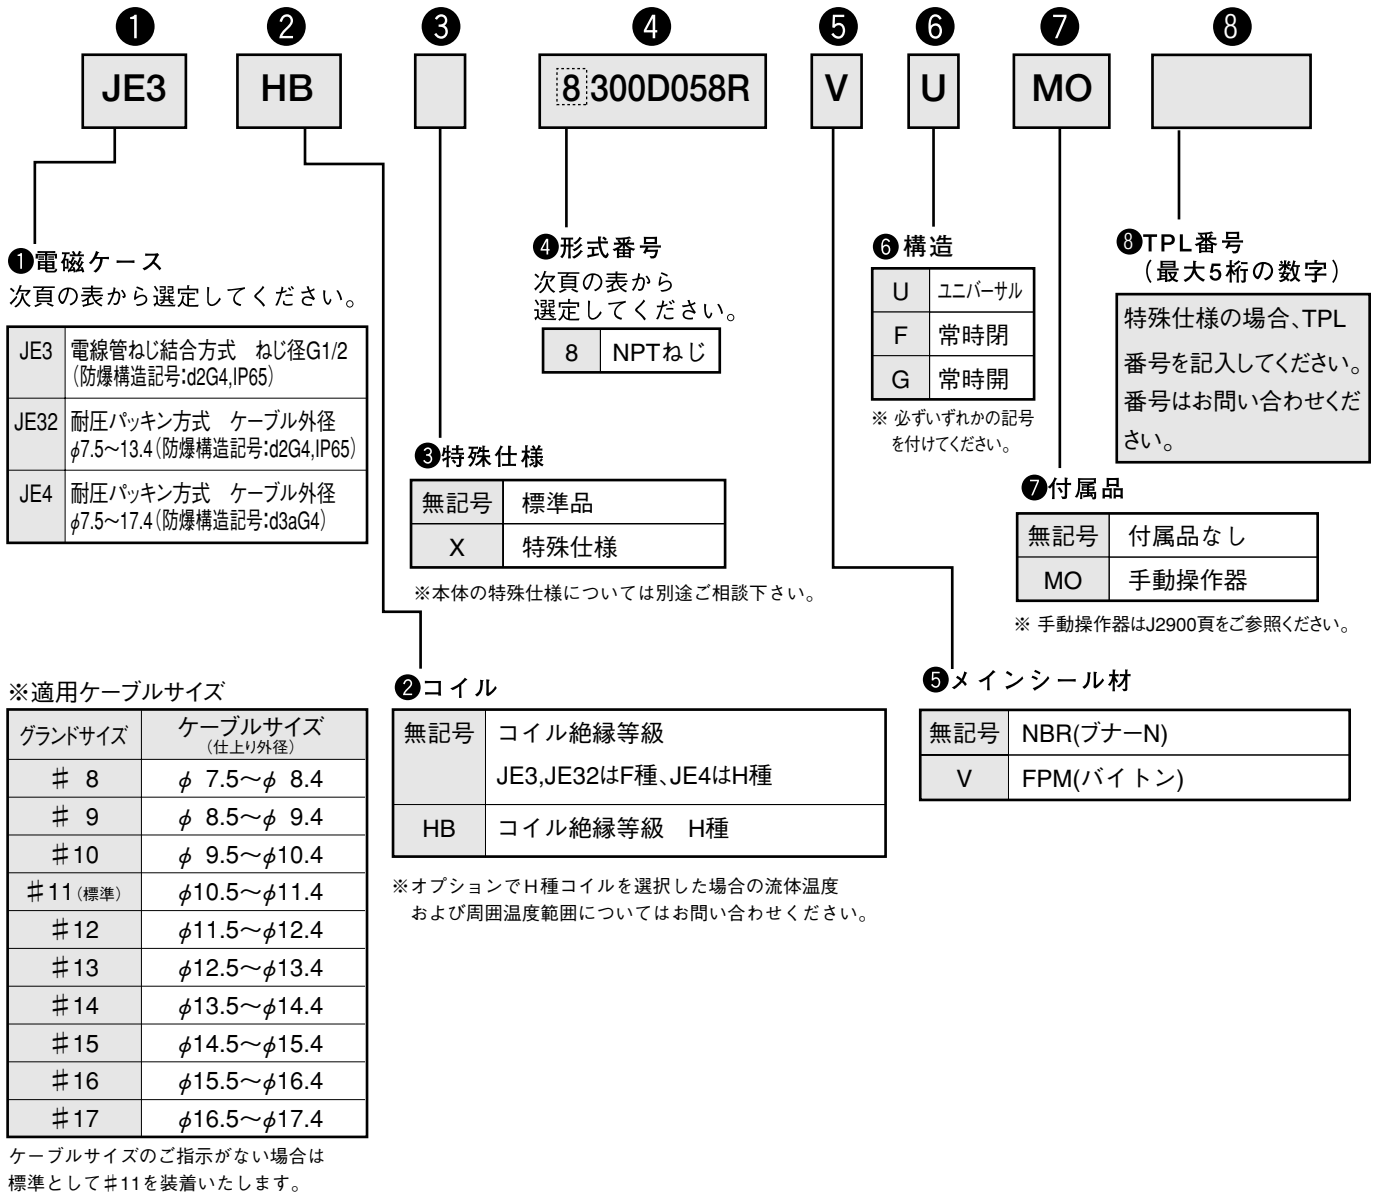 ❶ ❷ ❸ ❹ ❺ ❻ ❼ ❽
JE3 HB 8300D058R V U MO
❶電磁ケース
次頁の表から選定してください。
JE3 電線管ねじ結合方式 ねじ径G1/2
(防爆構造記号:d2G4,IP65)
JE32 耐圧パッキン方式 ケーブル外径
φ7.5〜13.4(防爆構造記号:d2G4,IP65)
JE4 耐圧パッキン方式 ケーブル外径
φ7.5〜17.4(防爆構造記号:d3aG4)
❹形式番号
次頁の表から
選定してください。
8 NPTねじ
❻構造
U ユニバーサル
F 常時閉
G 常時開
※ 必ずいずれかの記号
を付けてください。
❽TPL番号
(最大5桁の数字)
特殊仕様の場合、TPL
番号を記入してください。
番号はお問い合わせくだ
さい。
❸特殊仕様
無記号 標準品
X 特殊仕様
※本体の特殊仕様については別途ご相談下さい。
❼付属品
無記号 付属品なし
MO 手動操作器
※ 手動操作器はJ2900頁をご参照ください。
※適用ケーブルサイズ
グランドサイズ ケーブルサイズ
(仕上り外径)
♯ 8 φ 7.5〜φ 8.4
♯ 9 φ 8.5〜φ 9.4
♯10 φ 9.5〜φ10.4
♯11(標準) φ10.5〜φ11.4
♯12 φ11.5〜φ12.4
♯13 φ12.5〜φ13.4
♯14 φ13.5〜φ14.4
♯15 φ14.5〜φ15.4
♯16 φ15.5〜φ16.4
♯17 φ16.5〜φ17.4
ケーブルサイズのご指示がない場合は
標準として♯11を装着いたします。
❷コイル
無記号 コイル絶縁等級
JE3,JE32はF種、JE4はH種
HB コイル絶縁等級 H種
※オプションでH種コイルを選択した場合の流体温度
および周囲温度範囲についてはお問い合わせください。
❺メインシール材
無記号 NBR(ブナーN)
V FPM(バイトン)